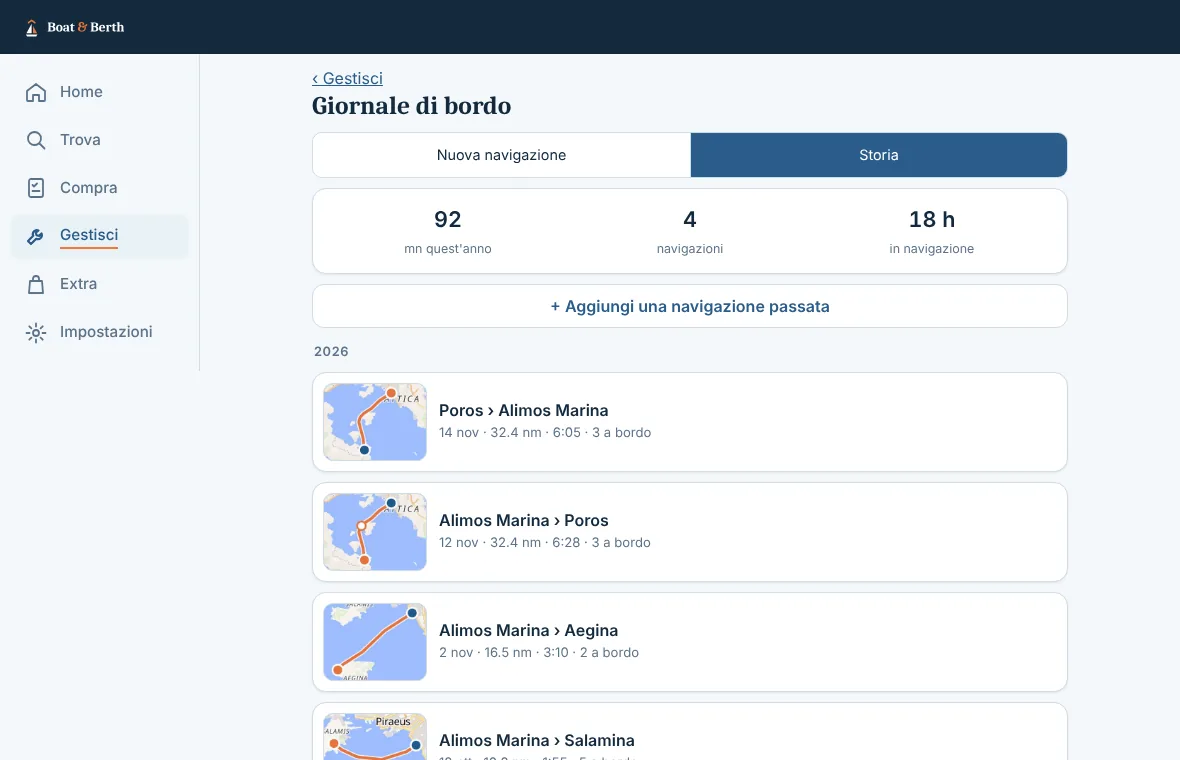 Boat & Berth
Home
Trova
Compra
Gestisci
Extra
Impostazioni
‹ Gestisci
Giornale di bordo
Nuova navigazione
Storia
92
mn quest'anno
4
navigazioni
18 h
in navigazione
+ Aggiungi una navigazione passata
2026
Poros › Alimos Marina
14 nov · 32.4 nm · 6:05 · 3 a bordo
Alimos Marina › Poros
12 nov · 32.4 nm · 6:28 · 3 a bordo
Alimos Marina › Aegina
2 nov · 16.5 nm · 3:10 · 2 a bordo
AEGINA
Piraeus
Alimos Marina › Salamina